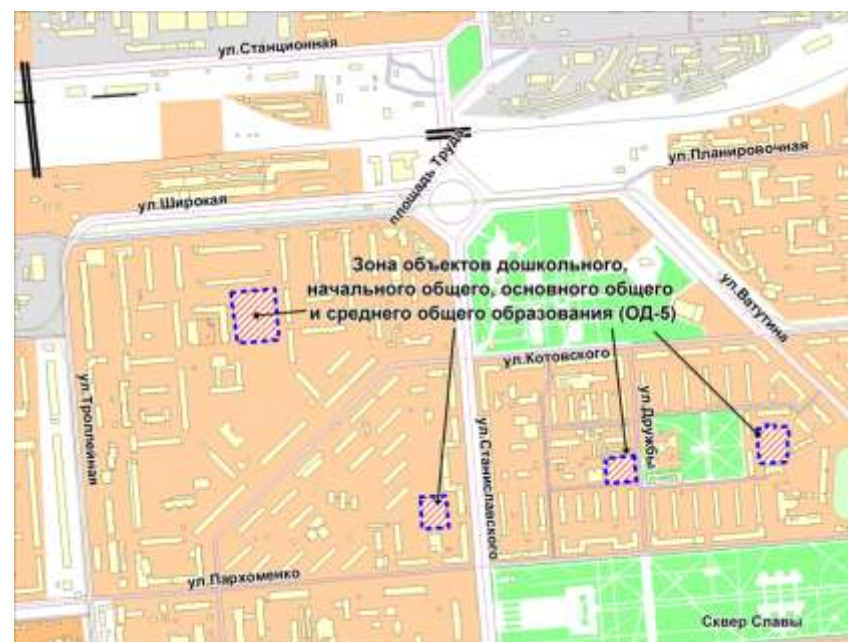 ул.Станционная
площадь Труда
ул.Планировочная
ул.Широкая
Зона объектов дошкольного,
начального общего, основного общего
и среднего общего образования (ОД-5)
ул.Ватутина
ул.Котовского
ул.Троллейная
ул.Дружбы
ул.Станиславского
ул.Пархоменко
Сквер Славы